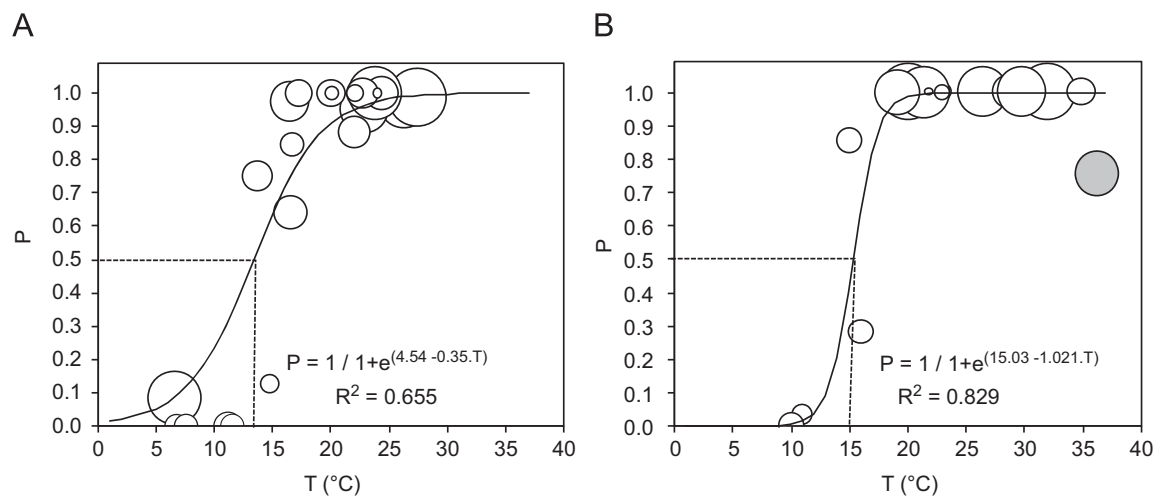 A
1.0
0.9
0.8
0.7
0.6
0.5
0.4
0.3
0.2
0.1
0.0
P
P = 1 / 1+e(4.54 -0.35.T)
R2 = 0.655
0 5 10 15 20 25 30 35 40
T (°C)
B
1.0
0.9
0.8
0.7
0.6
0.5
0.4
0.3
0.2
0.1
0.0
P
P = 1 / 1+e(15.03 -1.021.T)
R2 = 0.829
0 5 10 15 20 25 30 35 40
T (°C)